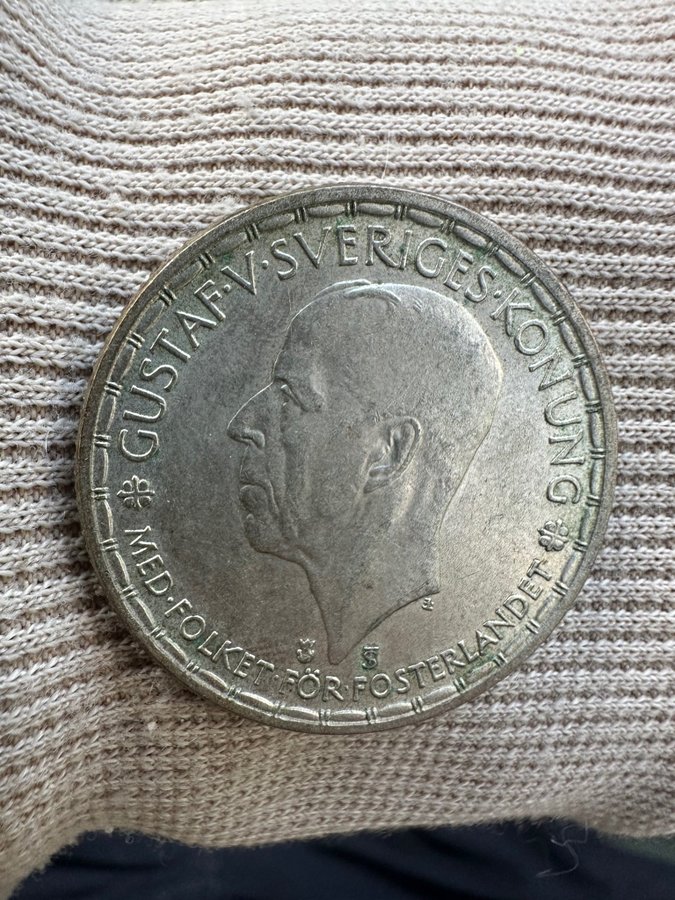 GUSTAF·V·SVERIGES·KONUNG
MED·FOLKET·FÖR·FOSTERLANDET